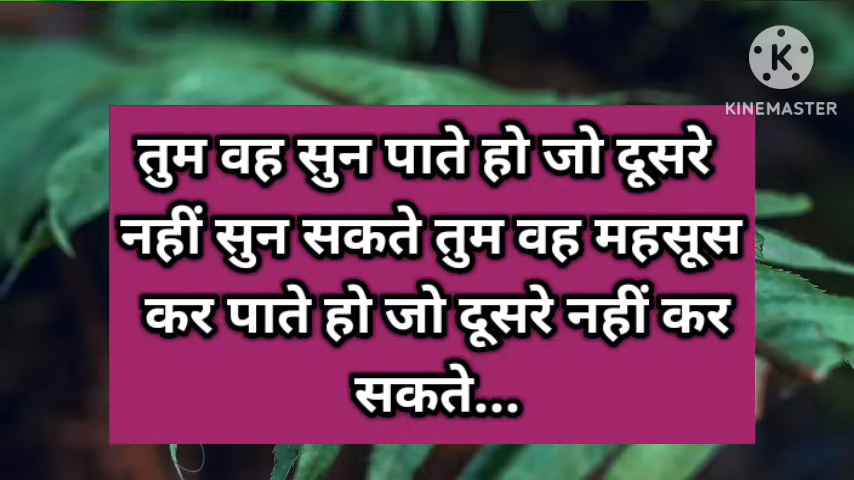 KINEMASTER
तुम वह सुन पाते हो जो दूसरे
नहीं सुन सकते तुम वह महसूस
कर पाते हो जो दूसरे नहीं कर
सकते...